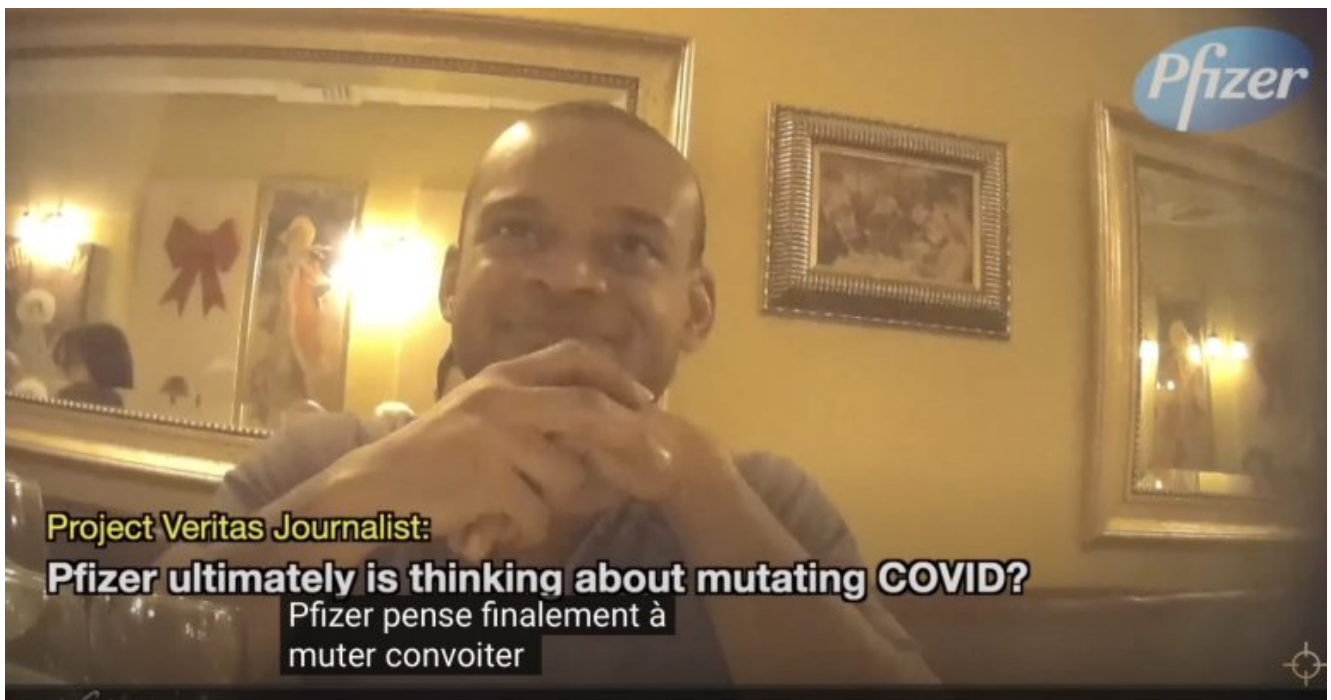 Pfizer
Project Veritas Journalist:
Pfizer ultimately is thinking about mutating COVID?
Pfizer pense finalement à
muter convoiter